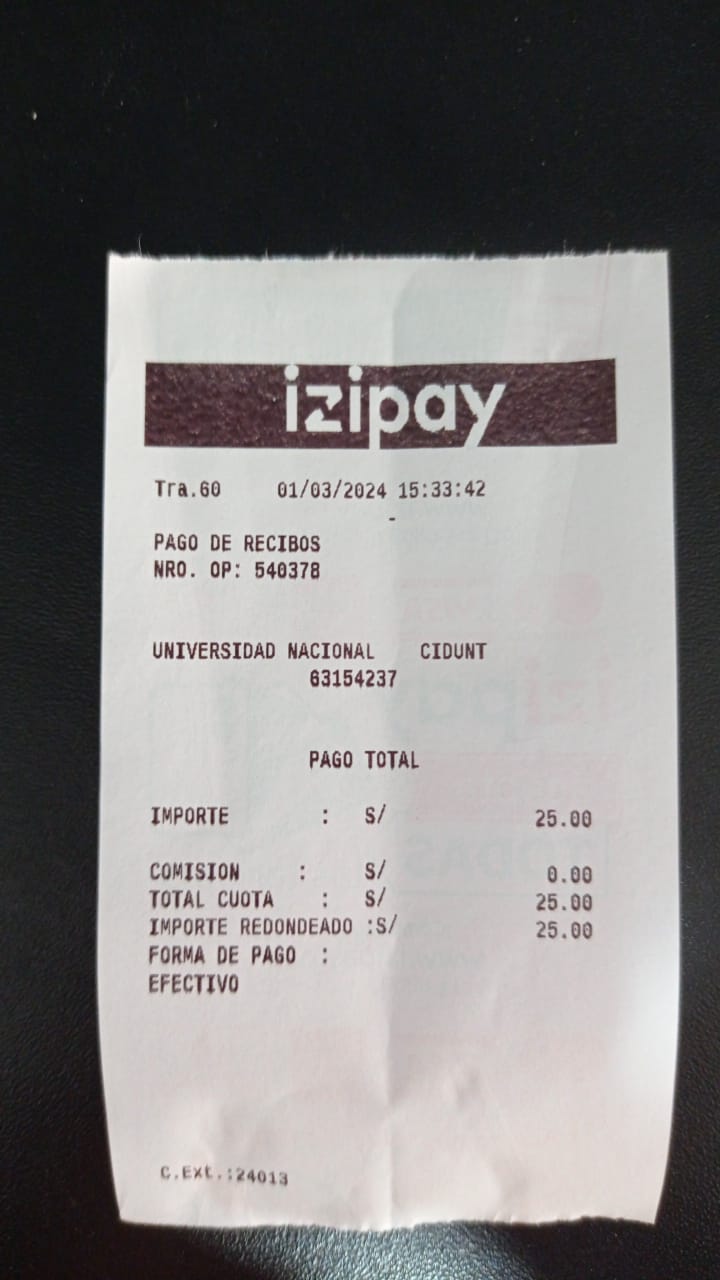 izipay
Tra.60 01/03/2024 15:33:42
-
PAGO DE RECIBOS
NRO. OP: 540378
UNIVERSIDAD NACIONAL CIDUNT
63154237
PAGO TOTAL
IMPORTE : S/ 25.00
COMISION : S/ 0.00
TOTAL CUOTA : S/ 25.00
IMPORTE REDONDEADO :S/ 25.00
FORMA DE PAGO :
EFECTIVO
C.Ext.:24013